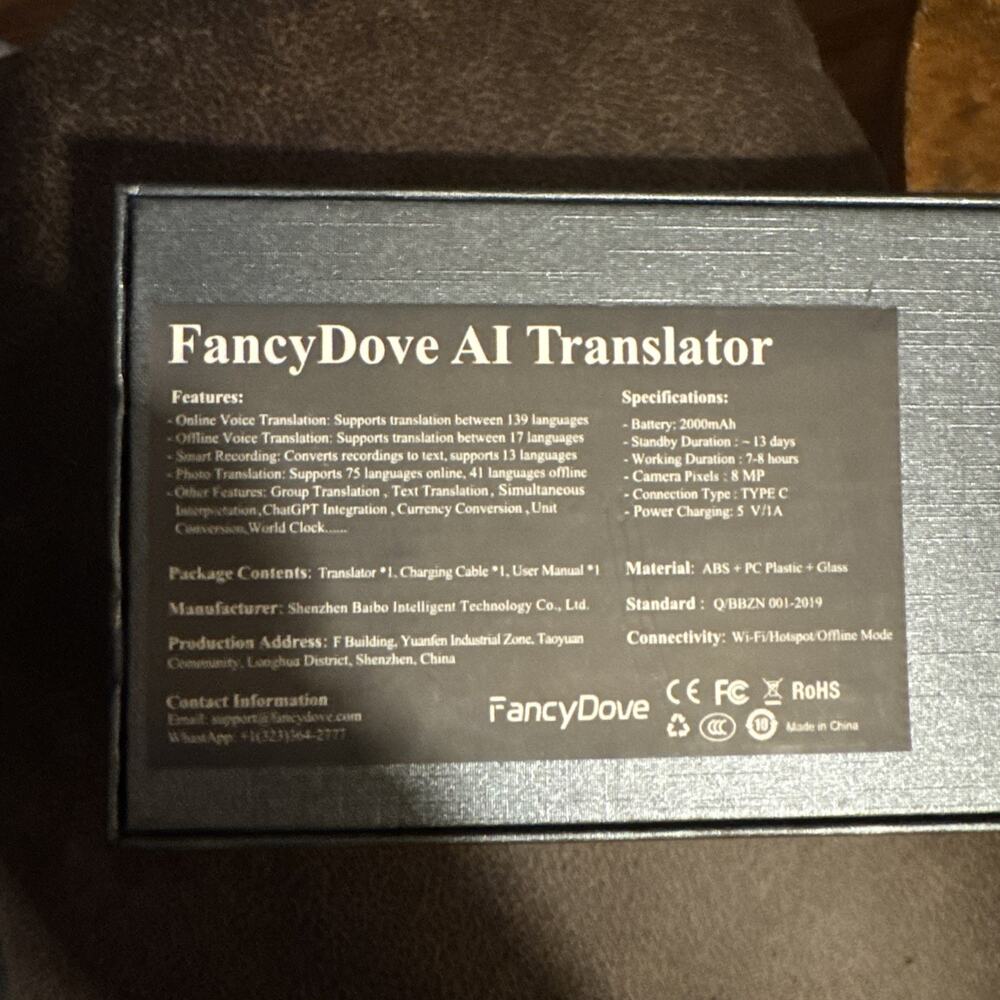 FancyDove AI Translator
Features:
- Online Voice Translation: Supports translation between 139 languages
- Offline Voice Translation: Supports translation between 17 languages
- Smart Recording: Converts recordings to text, supports 13 languages
- Photo Translation: Supports 75 languages online, 41 languages offline
- Other Features: Group Translation , Text Translation , Simultaneous
Interpretation ,ChatGPT Integration , Currency Conversion , Unit
Conversion,World Clock......
Package Contents: Translator *1, Charging Cable *1, User Manual *1
Manufacturer: Shenzhen Baibo Intelligent Technology Co., Ltd.
Production Address: F Building, Yuanfen Industrial Zone, Taoyuan
Community, Longhua District, Shenzhen, China
Contact Information
Email: support@fancydove.com
WhastApp: +1(323)364-2777
Specifications:
- Battery: 2000mAh
- Standby Duration : ~ 13 days
- Working Duration : 7-8 hours
- Camera Pixels : 8 MP
- Connection Type : TYPE C
- Power Charging: 5 V/1A
Material: ABS + PC Plastic + Glass
Standard : Q/BBZN 001-2019
Connectivity: Wi-Fi/Hotspot/Offline Mode
FancyDove
CE FC RoHS
CCC 10 Made in China